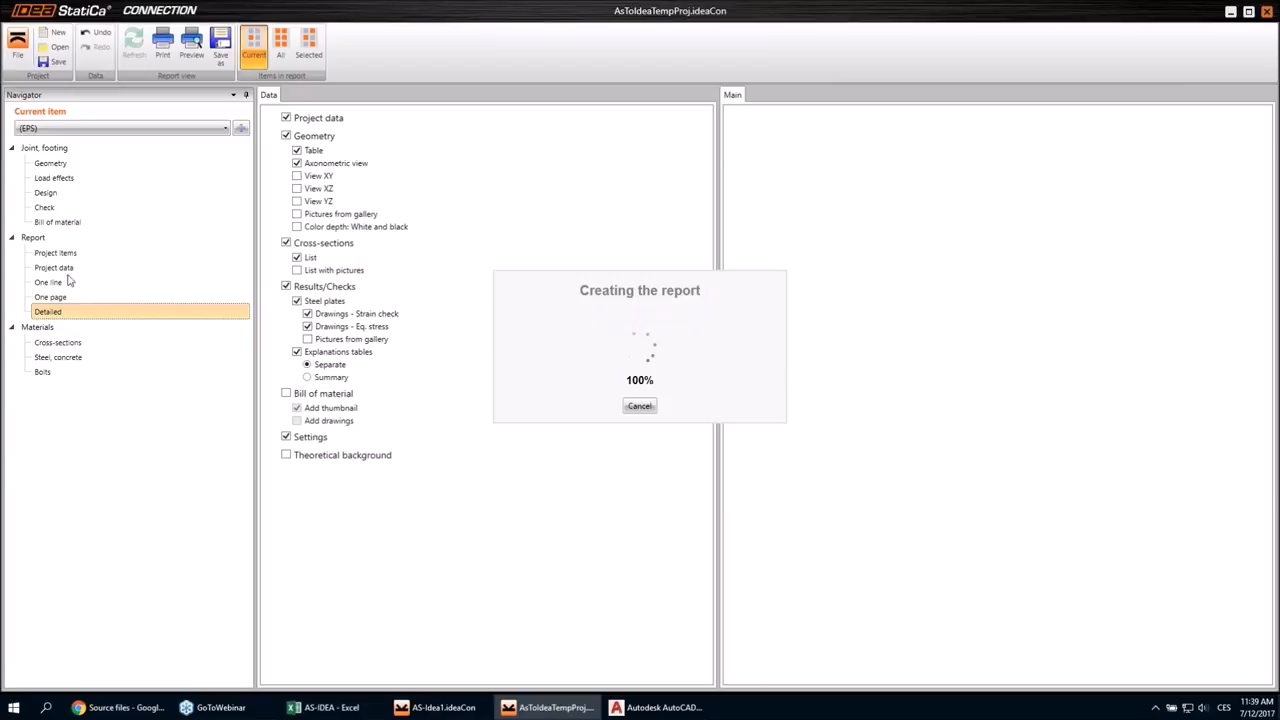 IDEA StatiCa® CONNECTION
AsToIdeaTempProj.ideaCon
File
New
Open
Save
Project
Undo
Redo
Data
Refresh
Print
Preview
Save as
Report view
Current
All
Selected
Items in report
Navigator
Current item
(EPS)
Joint, footing
Geometry
Load effects
Design
Check
Bill of material
Report
Project items
Project data
One line
One page
Detailed
Materials
Cross-sections
Steel, concrete
Bolts
Data
Project data
Geometry
Table
Axonometric view
View XY
View XZ
View YZ
Pictures from gallery
Color depth: White and black
Cross-sections
List
List with pictures
Results/Checks
Steel plates
Drawings - Strain check
Drawings - Eq. stress
Pictures from gallery
Explanations tables
Separate
Summary
Bill of material
Add thumbnail
Add drawings
Settings
Theoretical background
Main
Creating the report
100%
Cancel
Source files - Googl...
GoToWebinar
AS-IDEA - Excel
AS-Idea1.ideaCon
AsToIdeaTempProj...
Autodesk AutoCAD...
CES
11:39 AM
7/12/2017